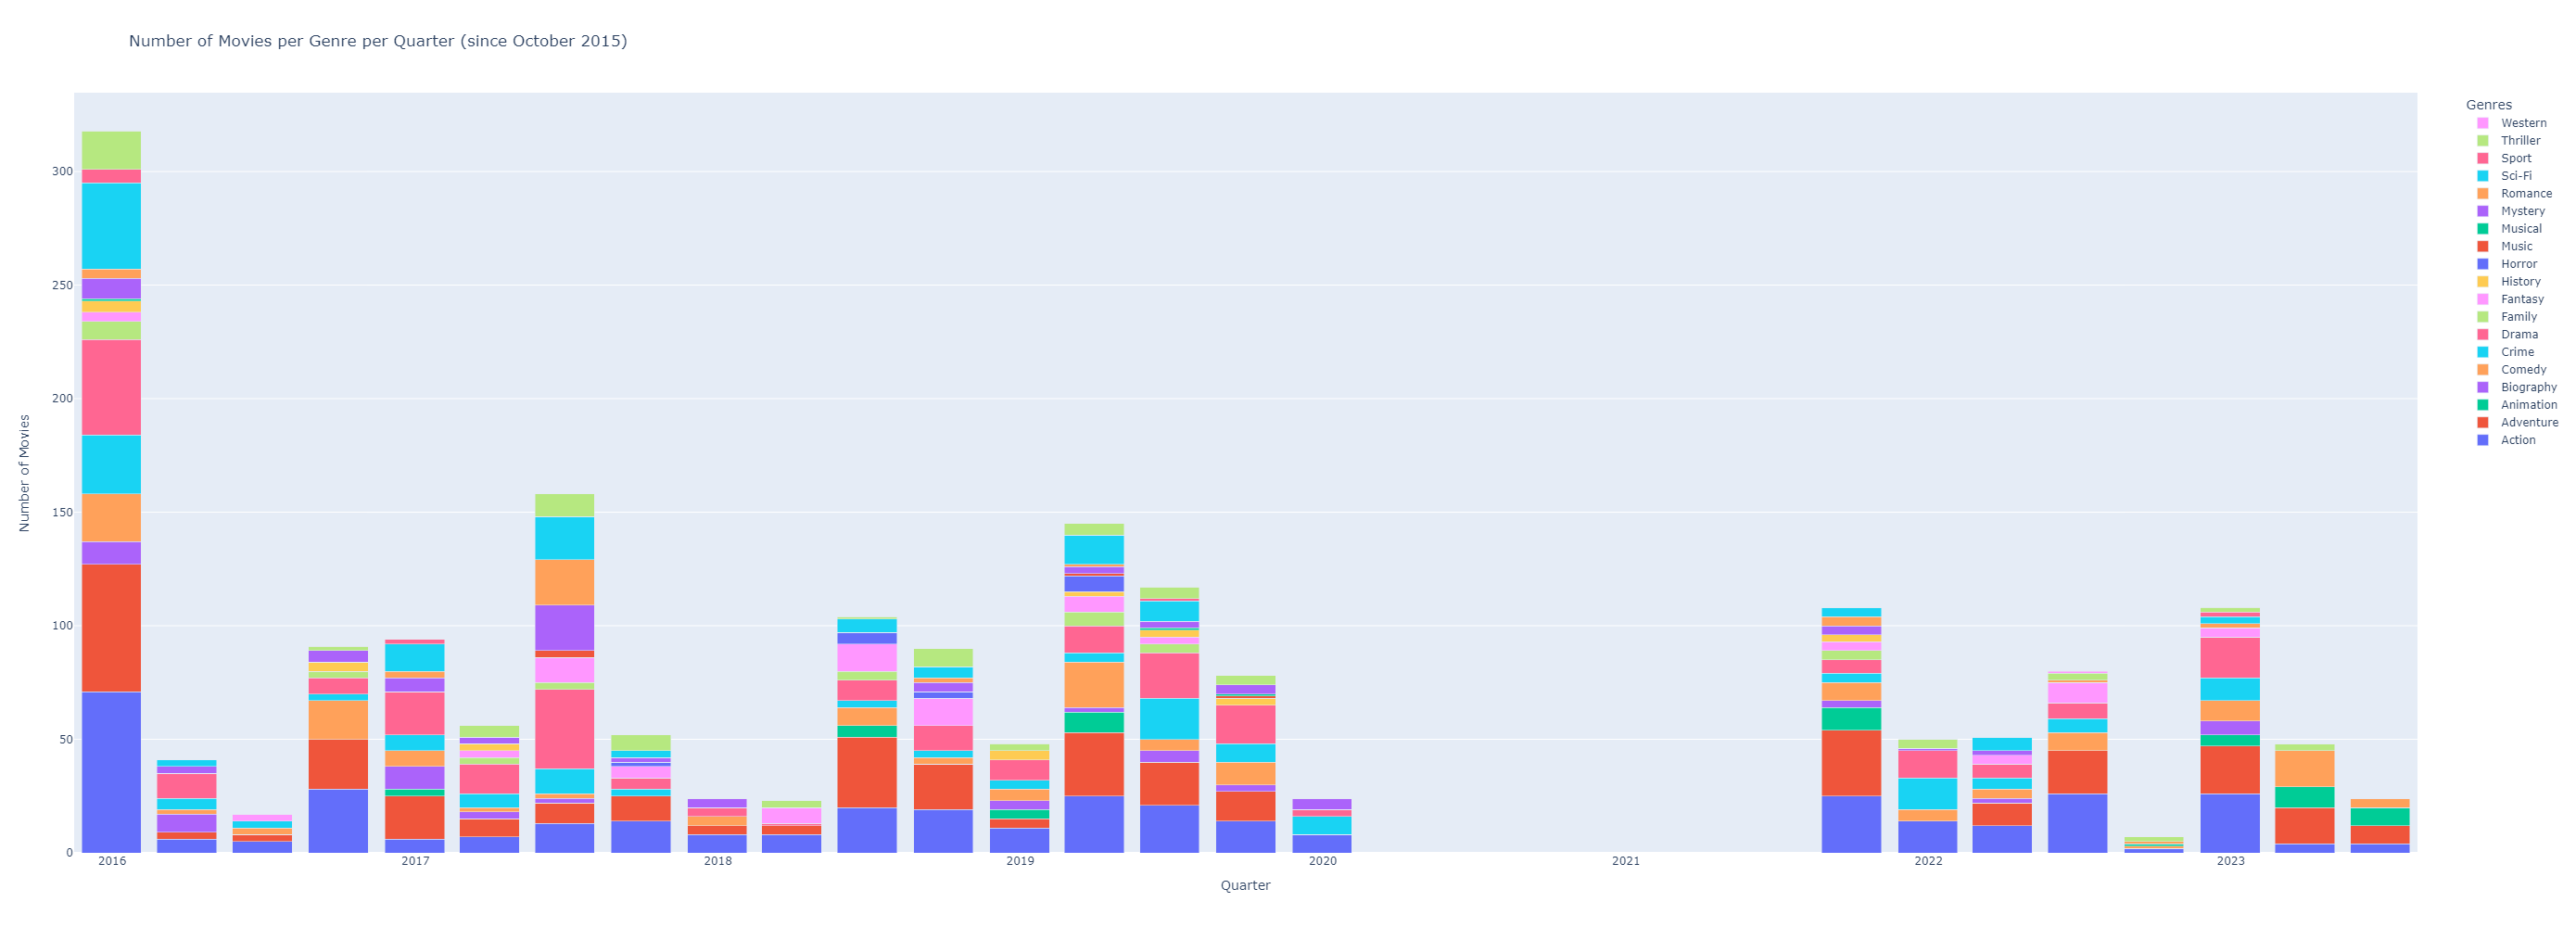 Number of Movies per Genre per Quarter (since October 2015)
Number of Movies
300
250
200
150
100
50
0
2016
2017
2018
2019
2020
2021
2022
2023
Quarter
Genres
Western
Thriller
Sport
Sci-Fi
Romance
Mystery
Musical
Music
Horror
History
Fantasy
Family
Drama
Crime
Comedy
Biography
Animation
Adventure
Action